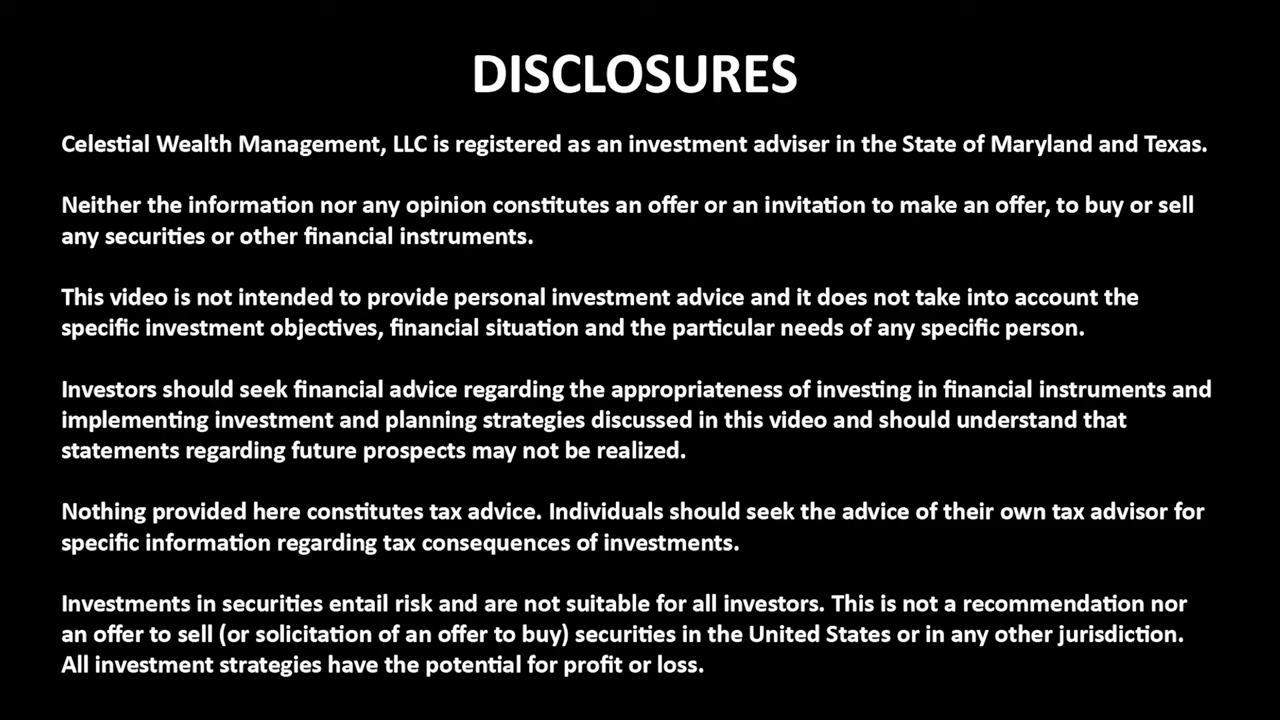 DISCLOSURES
Celestial Wealth Management, LLC is registered as an investment adviser in the State of Maryland and Texas.
Neither the information nor any opinion constitutes an offer or an invitation to make an offer, to buy or sell
any securities or other financial instruments.
This video is not intended to provide personal investment advice and it does not take into account the
specific investment objectives, financial situation and the particular needs of any specific person.
Investors should seek financial advice regarding the appropriateness of investing in financial instruments and
implementing investment and planning strategies discussed in this video and should understand that
statements regarding future prospects may not be realized.
Nothing provided here constitutes tax advice. Individuals should seek the advice of their own tax advisor for
specific information regarding tax consequences of investments.
Investments in securities entail risk and are not suitable for all investors. This is not a recommendation nor
an offer to sell (or solicitation of an offer to buy) securities in the United States or in any other jurisdiction.
All investment strategies have the potential for profit or loss.